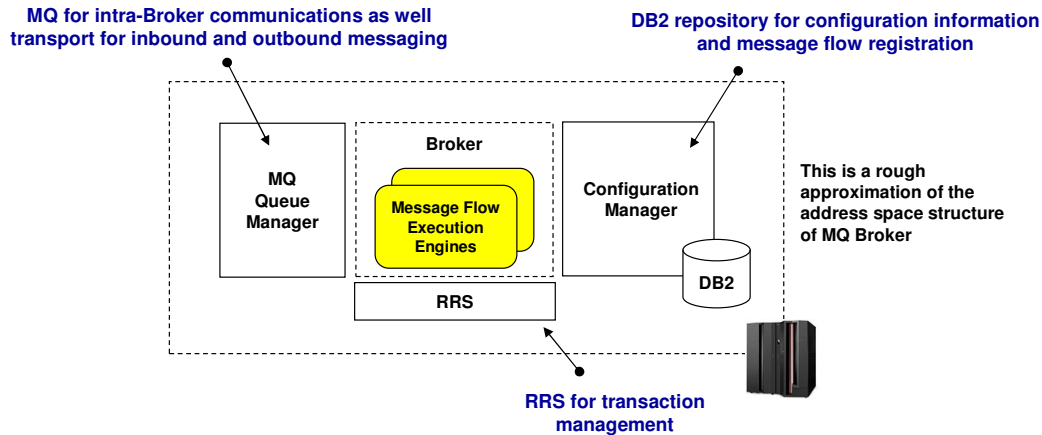 MQ for intra-Broker communications as well
transport for inbound and outbound messaging
DB2 repository for configuration information
and message flow registration
MQ
Queue
Manager
Broker
Message Flow
Execution
Engines
RRS
Configuration
Manager
DB2
This is a rough
approximation of the
address space structure
of MQ Broker
RRS for transaction
management